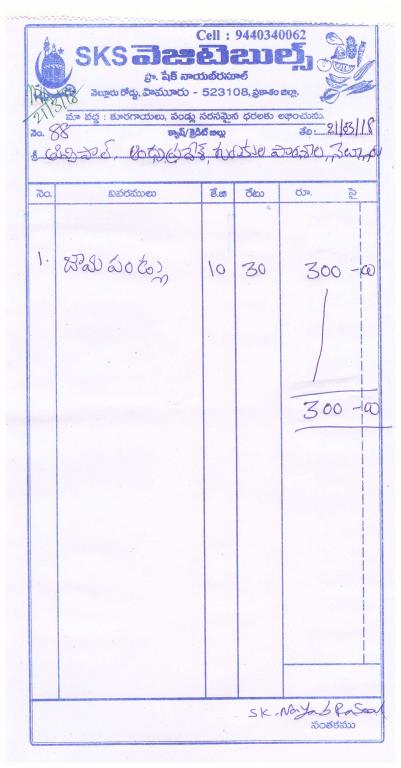 Cell : 9440340062
SKS వెజిటెబుల్స్
ప్రొ. షేక్ నాయబ్‌రసూల్
నెల్లూరు రోడ్డు, పామూరు - 523108, ప్రకాశం జిల్లా.
21/3/18
మా వద్ద : కూరగాయలు, పండ్లు సరసమైన ధరలకు లభించును.
నెం. 88 క్యాష్/క్రెడిట్ బిల్లు తేది : 21/03/18
శ్రీ ప్రిన్సిపాల్, ఆంధ్రప్రదేశ్ గురుకుల పాఠశాల,
నెం. వివరములు కే.జి రేటు రూ. పై
1. జామ పండ్లు 10 30 300-00
300-00
SK. Nayab Rasool
సంతకము